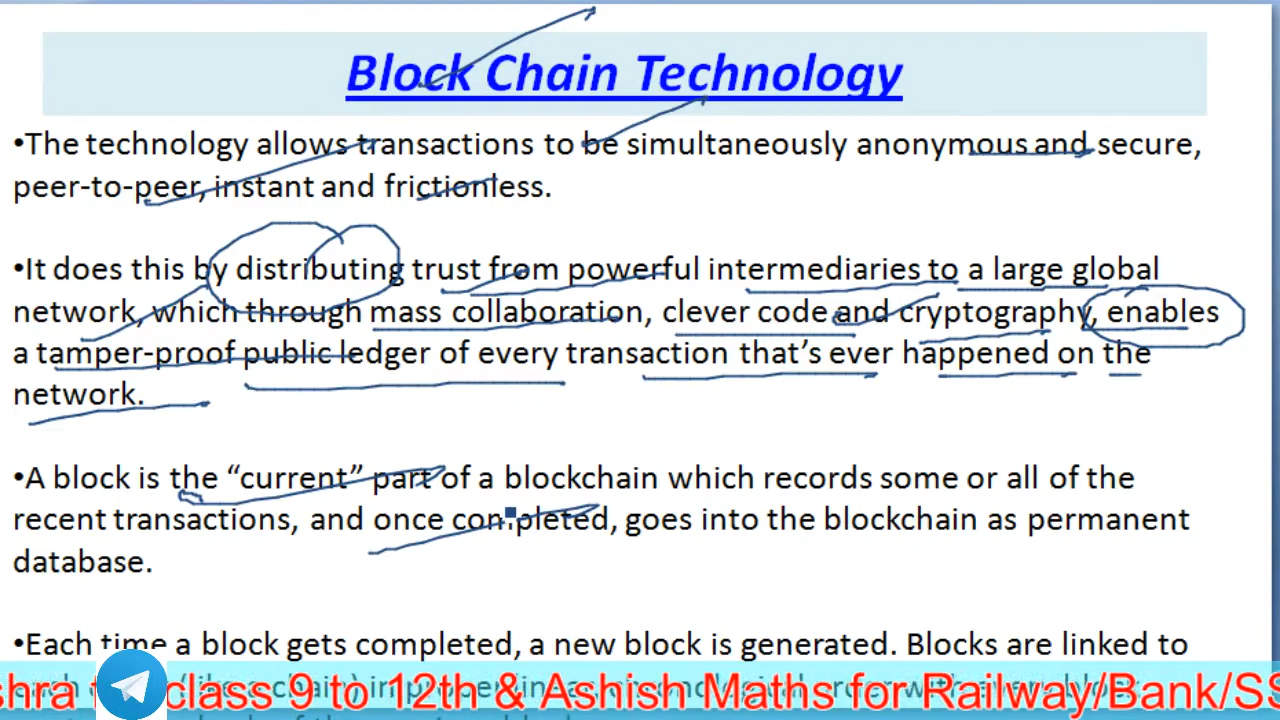 Block Chain Technology
•The technology allows transactions to be simultaneously anonymous and secure,
peer-to-peer, instant and frictionless.
•It does this by distributing trust from powerful intermediaries to a large global
network, which through mass collaboration, clever code and cryptography, enables
a tamper-proof public ledger of every transaction that’s ever happened on the
network.
•A block is the “current” part of a blockchain which records some or all of the
recent transactions, and once completed, goes into the blockchain as permanent
database.
•Each time a block gets completed, a new block is generated. Blocks are linked to
class 9 to 12th & Ashish Maths for Railway/Bank/SS